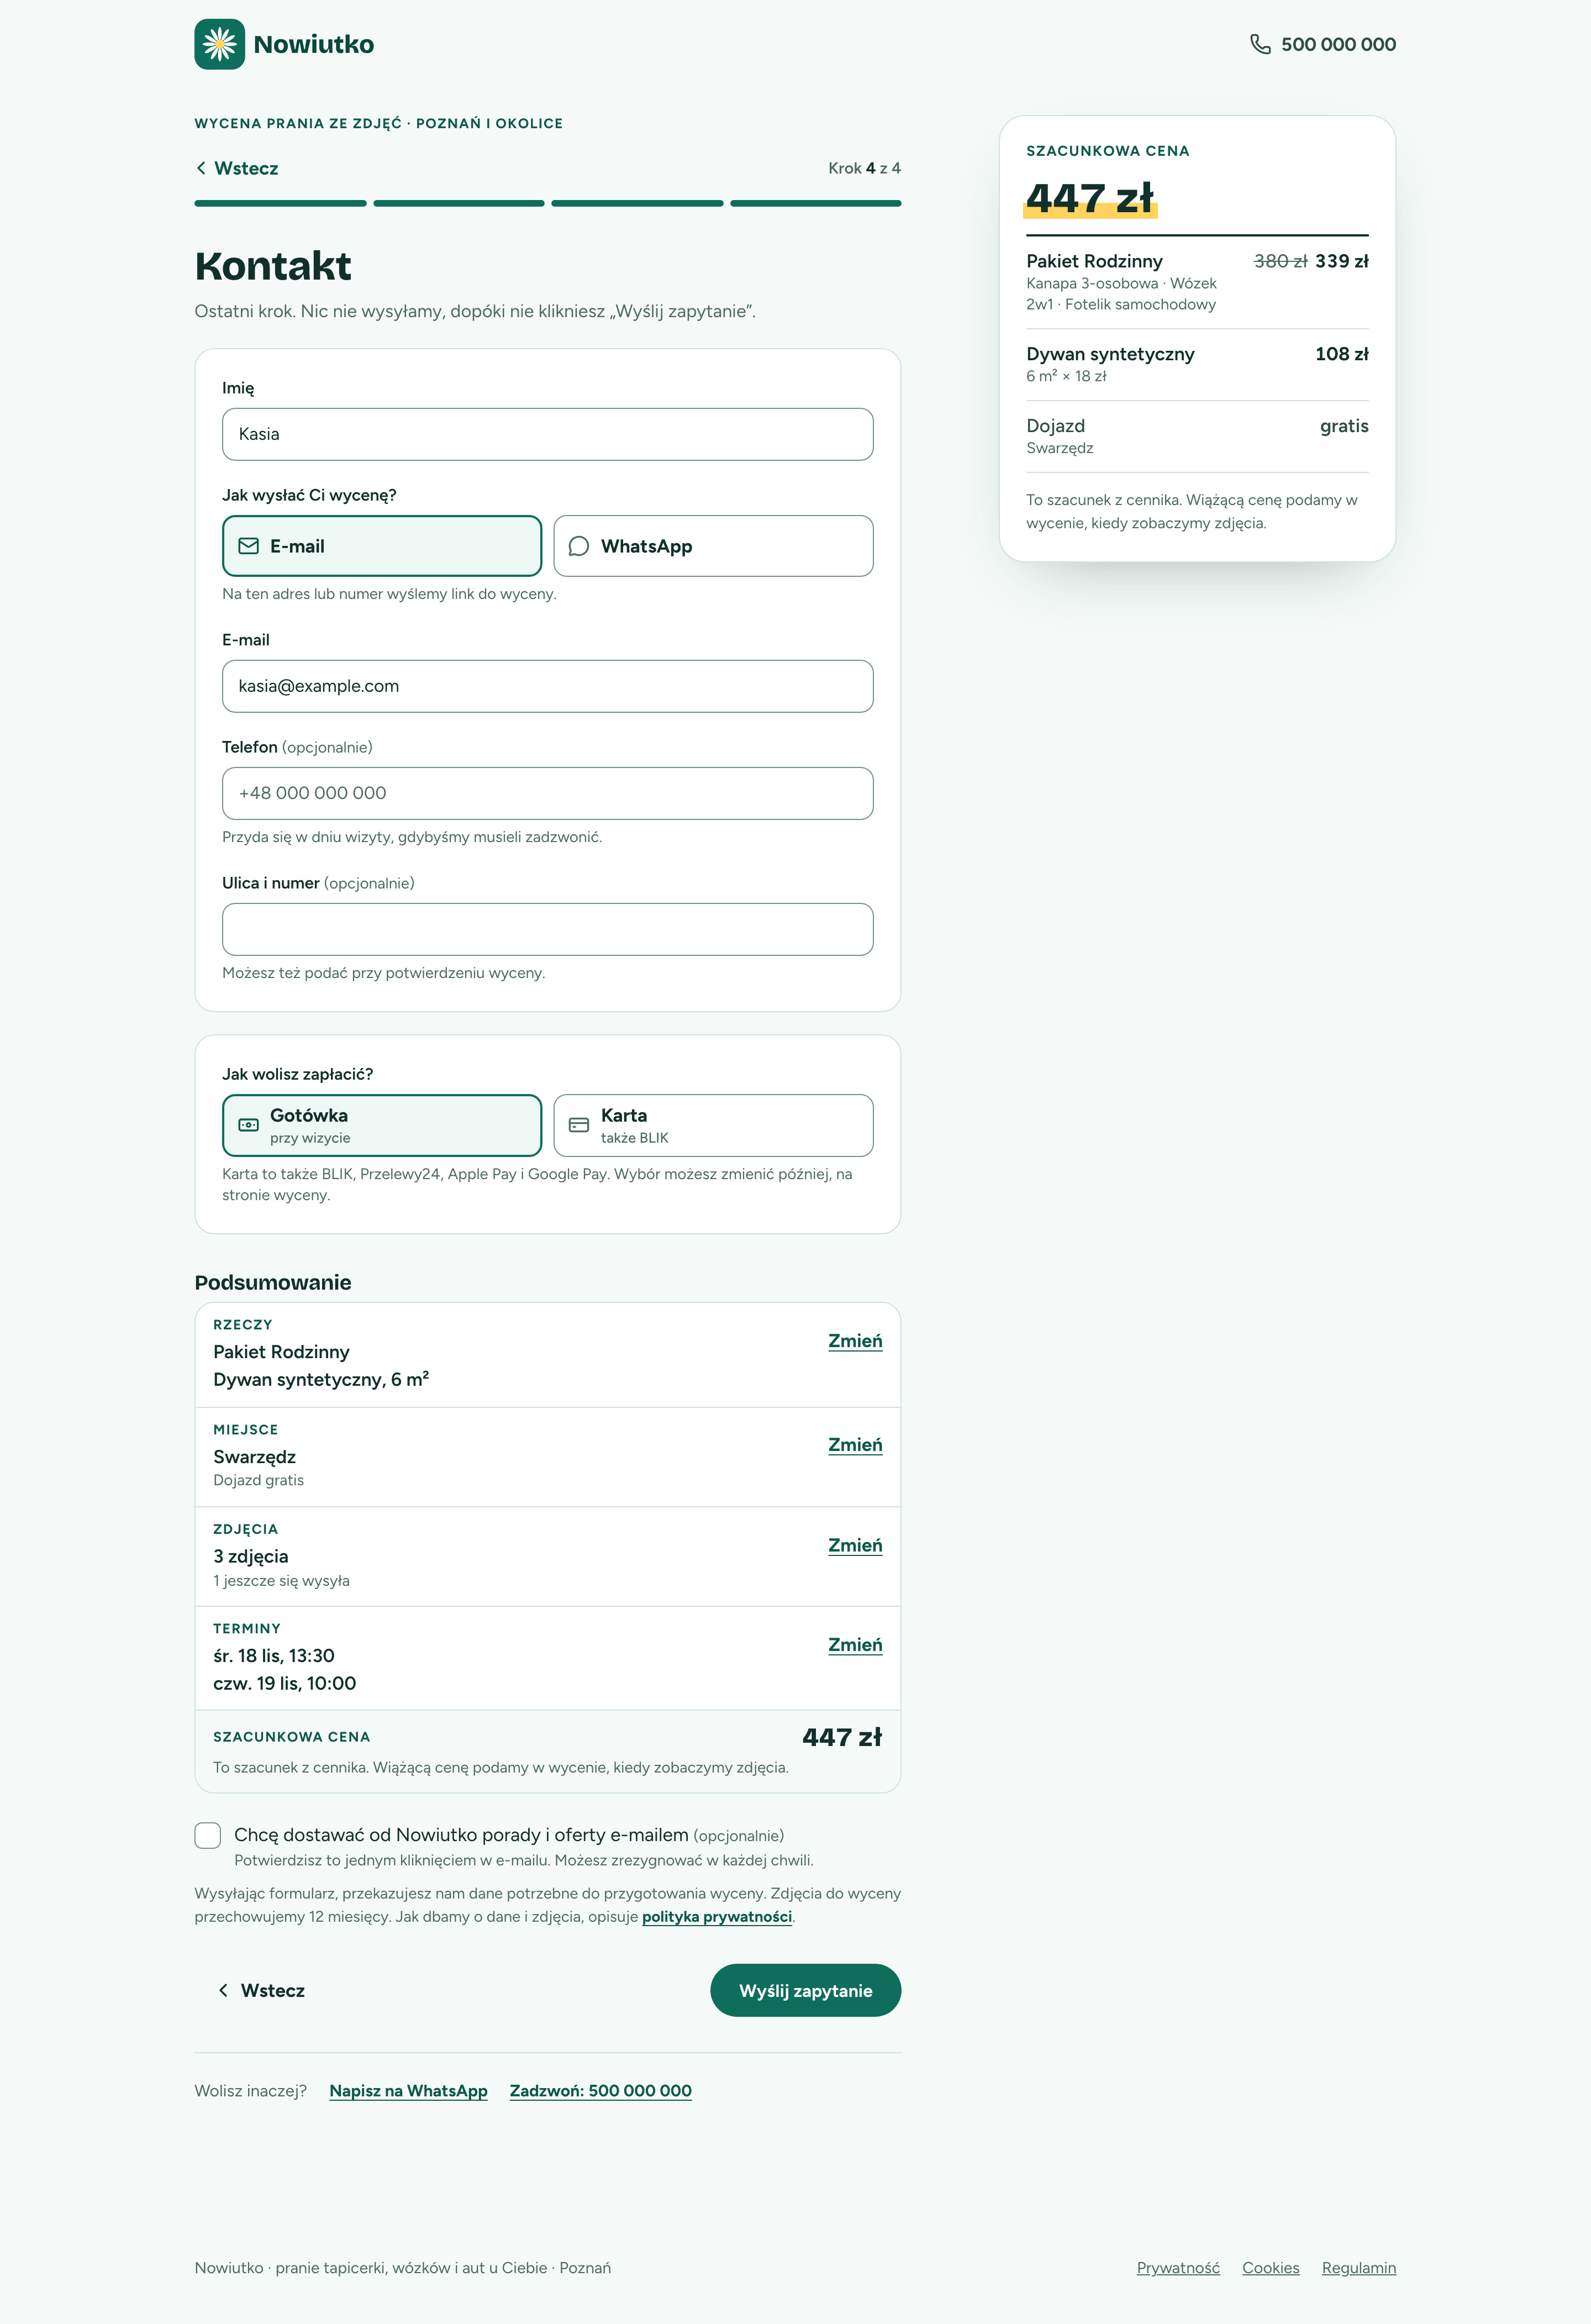 Nowiutko
500 000 000
WYCENA PRANIA ZE ZDJĘĆ · POZNAŃ I OKOLICE
Wstecz
Krok 4 z 4
Kontakt
Ostatni krok. Nic nie wysyłamy, dopóki nie klikniesz „Wyślij zapytanie”.
Imię
Kasia
Jak wysłać Ci wycenę?
E-mail
WhatsApp
Na ten adres lub numer wyślemy link do wyceny.
E-mail
kasia@example.com
Telefon (opcjonalnie)
+48 000 000 000
Przyda się w dniu wizyty, gdybyśmy musieli zadzwonić.
Ulica i numer (opcjonalnie)
Możesz też podać przy potwierdzeniu wyceny.
Jak wolisz zapłacić?
Gotówka
przy wizycie
Karta
także BLIK
Karta to także BLIK, Przelewy24, Apple Pay i Google Pay. Wybór możesz zmienić później, na
stronie wyceny.
Podsumowanie
RZECZY
Pakiet Rodzinny
Dywan syntetyczny, 6 m²
Zmień
MIEJSCE
Swarzędz
Dojazd gratis
Zmień
ZDJĘCIA
3 zdjęcia
1 jeszcze się wysyła
Zmień
TERMINY
śr. 18 lis, 13:30
czw. 19 lis, 10:00
Zmień
SZACUNKOWA CENA
447 zł
To szacunek z cennika. Wiążącą cenę podamy w wycenie, kiedy zobaczymy zdjęcia.
Chcę dostawać od Nowiutko porady i oferty e-mailem (opcjonalnie)
Potwierdzisz to jednym kliknięciem w e-mailu. Możesz zrezygnować w każdej chwili.
Wysyłając formularz, przekazujesz nam dane potrzebne do przygotowania wyceny. Zdjęcia do wyceny
przechowujemy 12 miesięcy. Jak dbamy o dane i zdjęcia, opisuje polityka prywatności.
Wstecz
Wyślij zapytanie
Wolisz inaczej?
Napisz na WhatsApp
Zadzwoń: 500 000 000
SZACUNKOWA CENA
447 zł
Pakiet Rodzinny
380 zł 339 zł
Kanapa 3-osobowa · Wózek
2w1 · Fotelik samochodowy
Dywan syntetyczny
108 zł
6 m² × 18 zł
Dojazd
gratis
Swarzędz
To szacunek z cennika. Wiążącą cenę podamy w
wycenie, kiedy zobaczymy zdjęcia.
Nowiutko · pranie tapicerki, wózków i aut u Ciebie · Poznań
Prywatność
Cookies
Regulamin